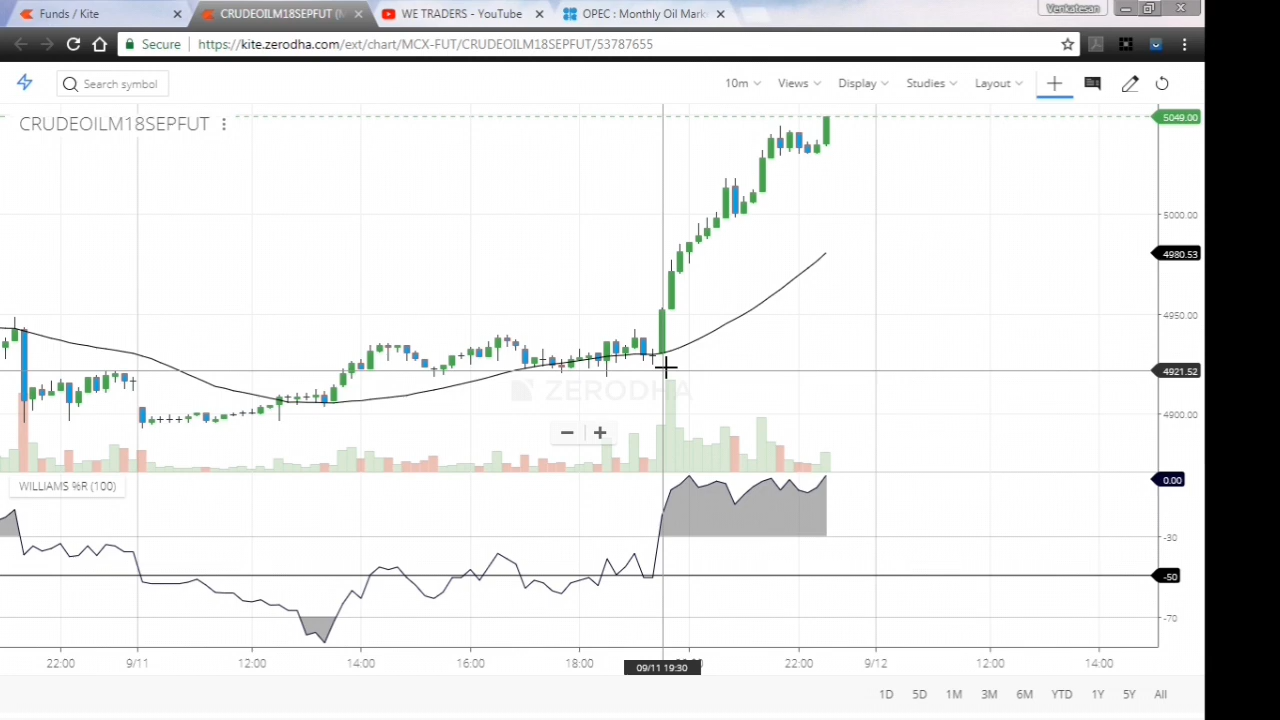 Funds / Kite
CRUDEOILM18SEPFUT (M
WE TRADERS - YouTube
OPEC : Monthly Oil Mark
Venkatesan
Secure
https://kite.zerodha.com/ext/chart/MCX-FUT/CRUDEOILM18SEPFUT/53787655
Search symbol
10m
Views
Display
Studies
Layout
CRUDEOILM18SEPFUT
5049.00
5000.00
4980.53
4950.00
4921.52
4900.00
ZERODHA
WILLIAMS %R (100)
0.00
-30
-50
-70
22:00
9/11
12:00
14:00
16:00
18:00
09/11 19:30
22:00
9/12
12:00
14:00
1D
5D
1M
3M
6M
YTD
1Y
5Y
All